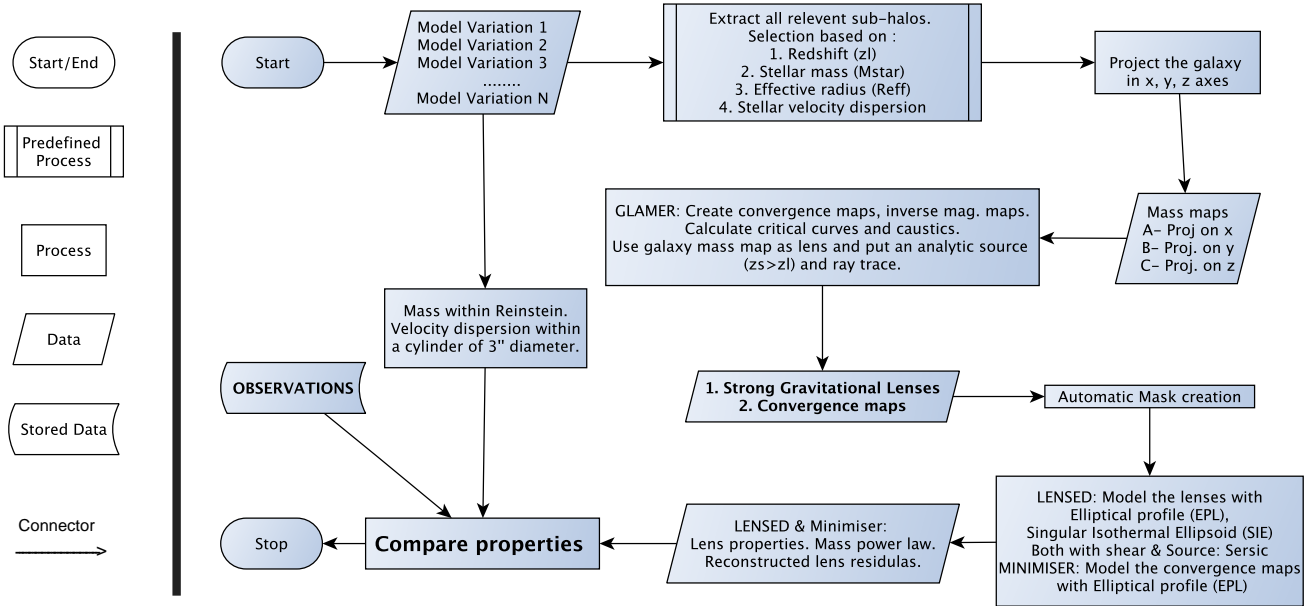 Start/End
Predefined
Process
Process
Data
Stored Data
Connector
Start
Model Variation 1
Model Variation 2
Model Variation 3
........
Model Variation N
Extract all relevent sub-halos.
Selection based on :
1. Redshift (zl)
2. Stellar mass (Mstar)
3. Effective radius (Reff)
4. Stellar velocity dispersion
Project the galaxy
in x, y, z axes
Mass maps
A- Proj on x
B- Proj. on y
C- Proj. on z
GLAMER: Create convergence maps, inverse mag. maps.
Calculate critical curves and caustics.
Use galaxy mass map as lens and put an analytic source
(zs>zl) and ray trace.
Mass within Reinstein.
Velocity dispersion within
a cylinder of 3" diameter.
OBSERVATIONS
1. Strong Gravitational Lenses
2. Convergence maps
Automatic Mask creation
LENSED: Model the lenses with
Elliptical profile (EPL),
Singular Isothermal Ellipsoid (SIE)
Both with shear & Source: Sersic
MINIMISER: Model the convergence maps
with Elliptical profile (EPL)
LENSED & Minimiser:
Lens properties. Mass power law.
Reconstructed lens residulas.
Compare properties
Stop